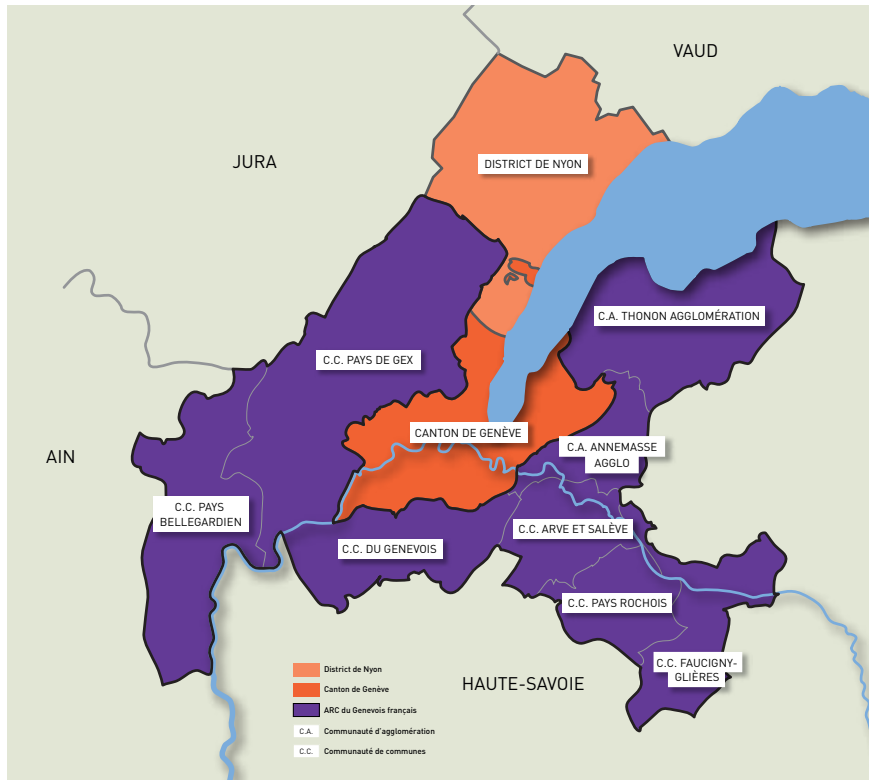 VAUD
JURA
DISTRICT DE NYON
C.A. THONON AGGLOMÉRATION
C.C. PAYS DE GEX
CANTON DE GENÈVE
C.A. ANNEMASSE
AGGLO
AIN
C.C. PAYS
BELLEGARDIEN
C.C. ARVE ET SALÈVE
C.C. DU GENEVOIS
C.C. PAYS ROCHOIS
C.C. FAUCIGNY-
GLIÈRES
HAUTE-SAVOIE
District de Nyon
Canton de Genève
ARC du Genevois français
C.A. Communauté d'agglomération
C.C. Communauté de communes